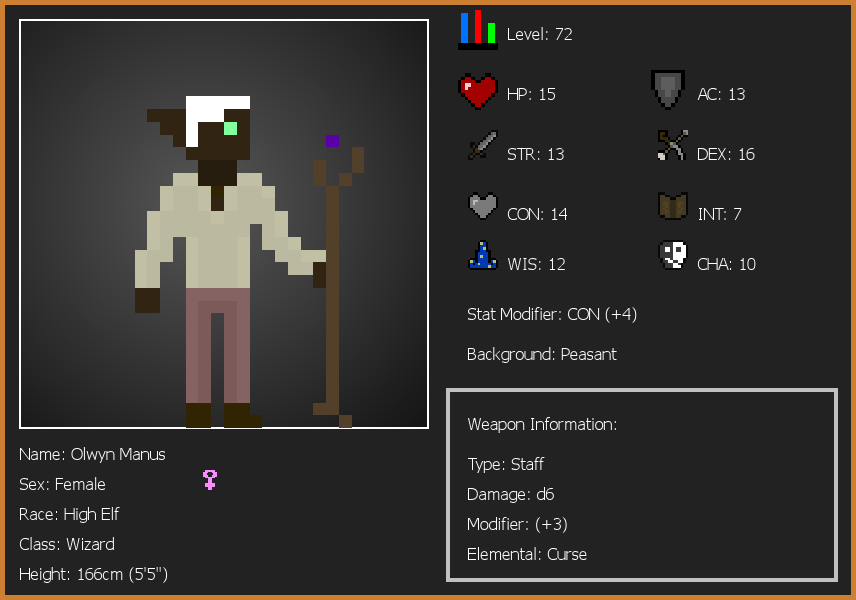 Level: 72
HP: 15
AC: 13
STR: 13
DEX: 16
CON: 14
INT: 7
WIS: 12
CHA: 10
Stat Modifier: CON (+4)
Background: Peasant
Weapon Information:
Type: Staff
Damage: d6
Modifier: (+3)
Elemental: Curse
Name: Olwyn Manus
Sex: Female
Race: High Elf
Class: Wizard
Height: 166cm (5'5")